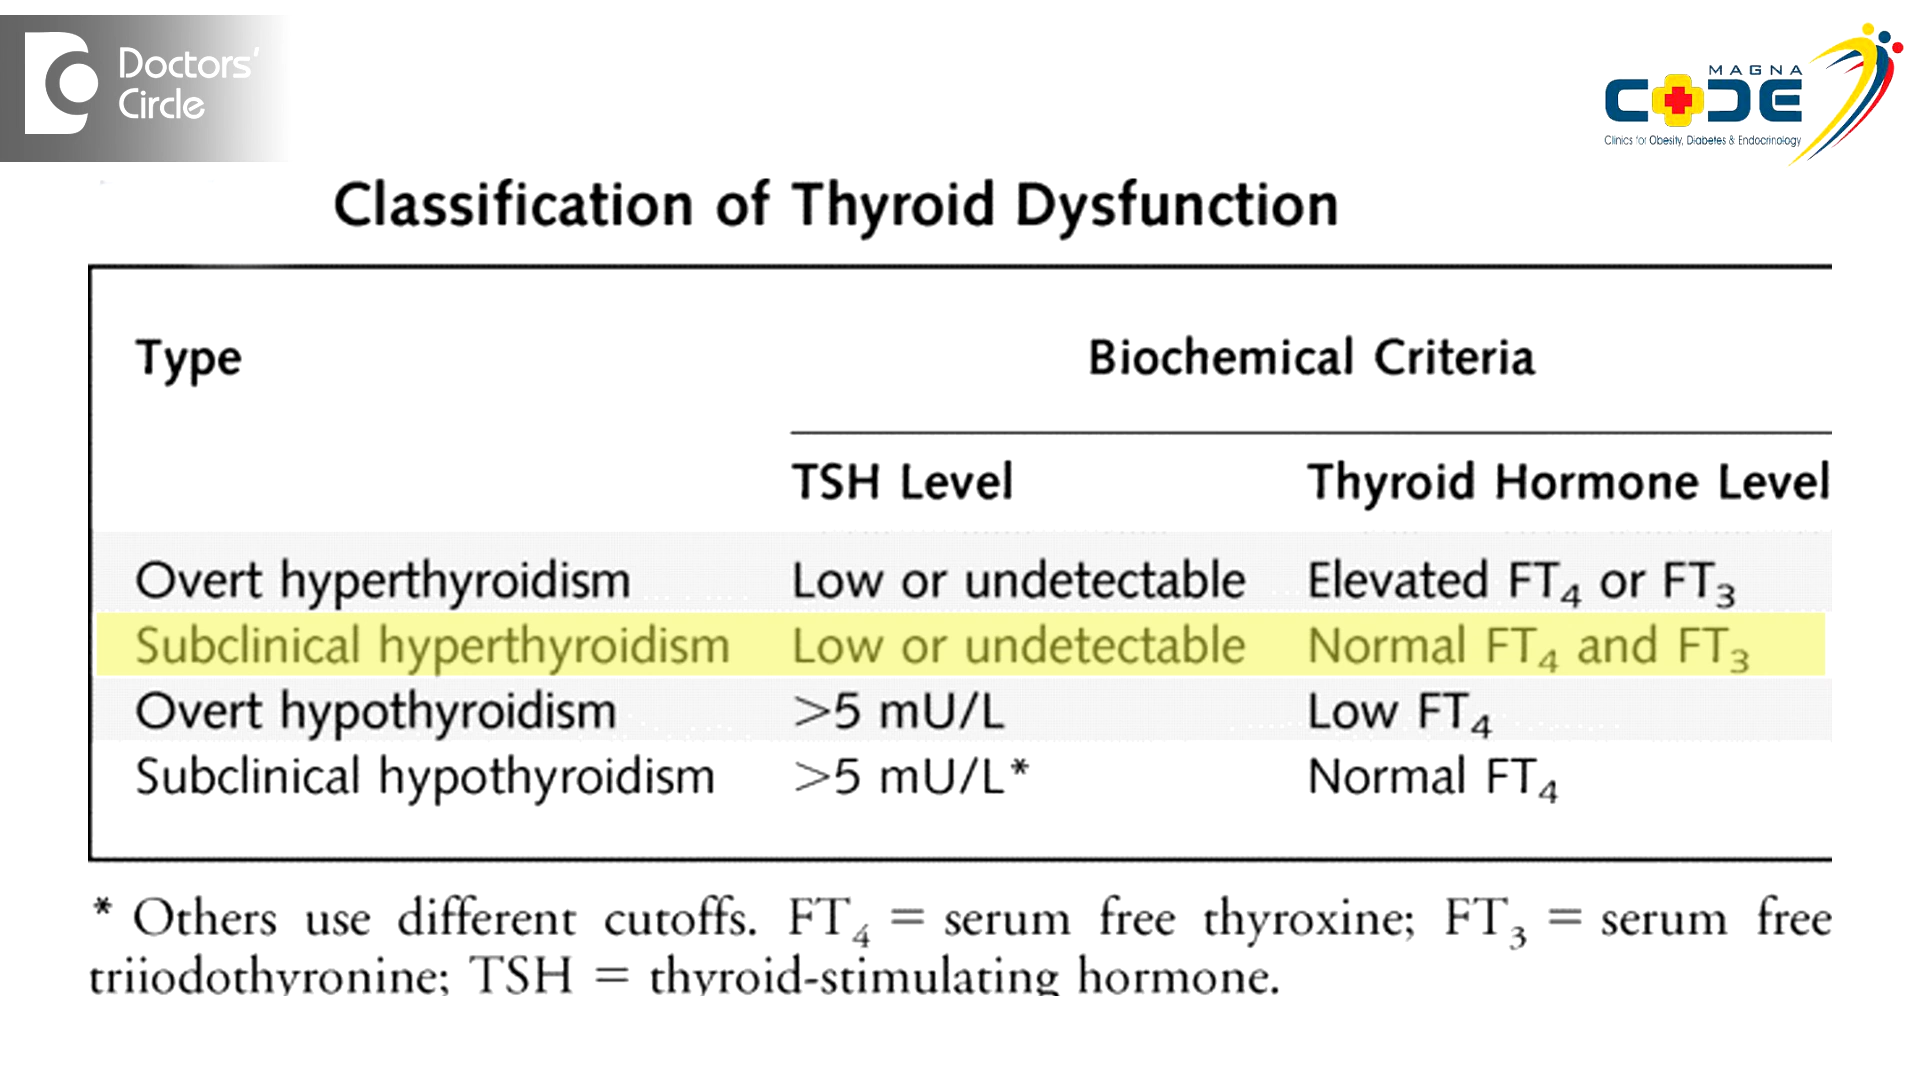 Doctors'
Circle
MAGNA
CODE
Clinics for Obesity, Diabetes & Endocrinology
Classification of Thyroid Dysfunction
Type Biochemical Criteria
TSH Level Thyroid Hormone Level
Overt hyperthyroidism Low or undetectable Elevated FT₄ or FT₃
Subclinical hyperthyroidism Low or undetectable Normal FT₄ and FT₃
Overt hypothyroidism >5 mU/L Low FT₄
Subclinical hypothyroidism >5 mU/L* Normal FT₄
* Others use different cutoffs. FT₄ = serum free thyroxine; FT₃ = serum free
triiodothyronine; TSH = thyroid-stimulating hormone.